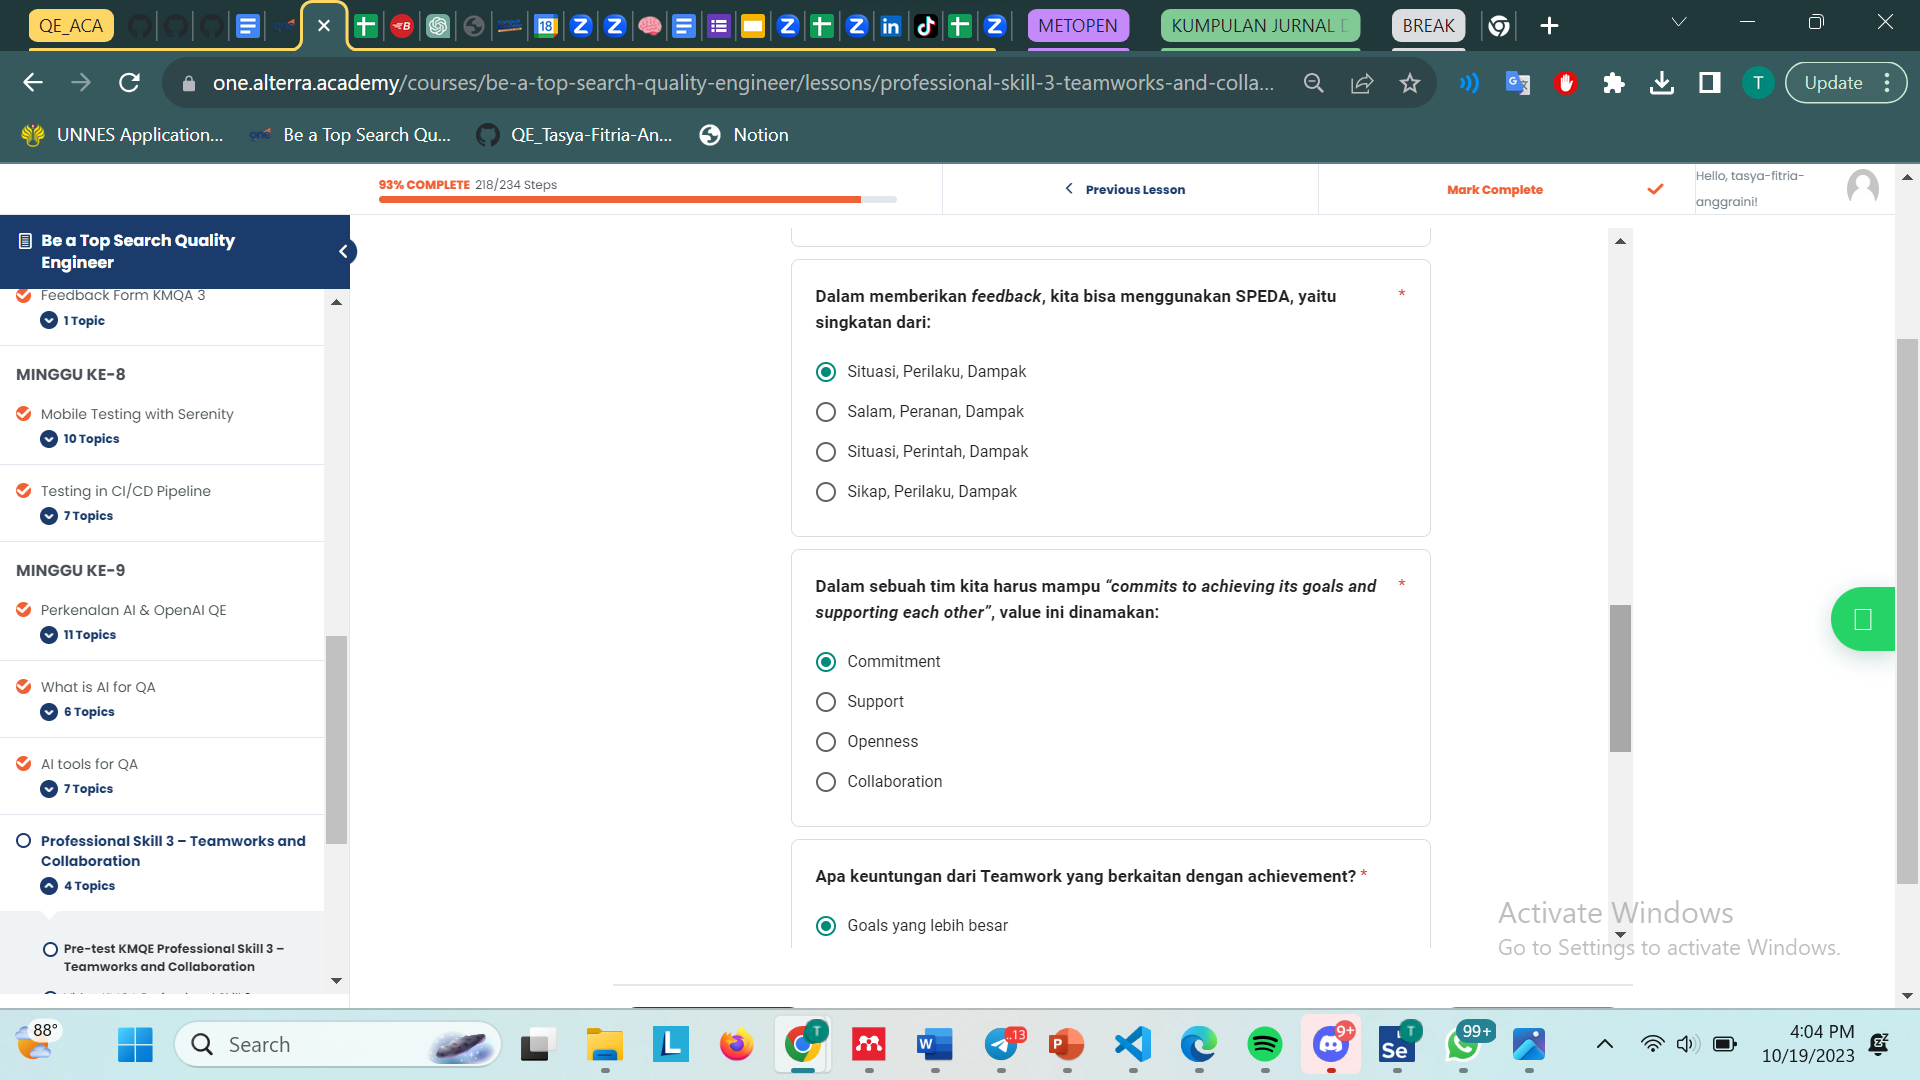 QE_ACA
METOPEN
KUMPULAN JURNAL
BREAK
one.alterra.academy/courses/be-a-top-search-quality-engineer/lessons/professional-skill-3-teamworks-and-colla...
T
Update
UNNES Application...
Be a Top Search Qu...
QE_Tasya-Fitria-An...
Notion
93% COMPLETE 218/234 Steps
Previous Lesson
Mark Complete
Hello, tasya-fitria-
anggraini!
Be a Top Search Quality
Engineer
Feedback Form KMQA 3
1 Topic
MINGGU KE-8
Mobile Testing with Serenity
10 Topics
Testing in CI/CD Pipeline
7 Topics
MINGGU KE-9
Perkenalan AI & OpenAI QE
11 Topics
What is AI for QA
6 Topics
AI tools for QA
7 Topics
Professional Skill 3 – Teamworks and
Collaboration
4 Topics
Pre-test KMQE Professional Skill 3 –
Teamworks and Collaboration
Dalam memberikan feedback, kita bisa menggunakan SPEDA, yaitu *
singkatan dari:
Situasi, Perilaku, Dampak
Salam, Peranan, Dampak
Situasi, Perintah, Dampak
Sikap, Perilaku, Dampak
Dalam sebuah tim kita harus mampu “commits to achieving its goals and *
supporting each other”, value ini dinamakan:
Commitment
Support
Openness
Collaboration
Apa keuntungan dari Teamwork yang berkaitan dengan achievement? *
Goals yang lebih besar
Activate Windows
Go to Settings to activate Windows.
88°
Search
4:04 PM
10/19/2023